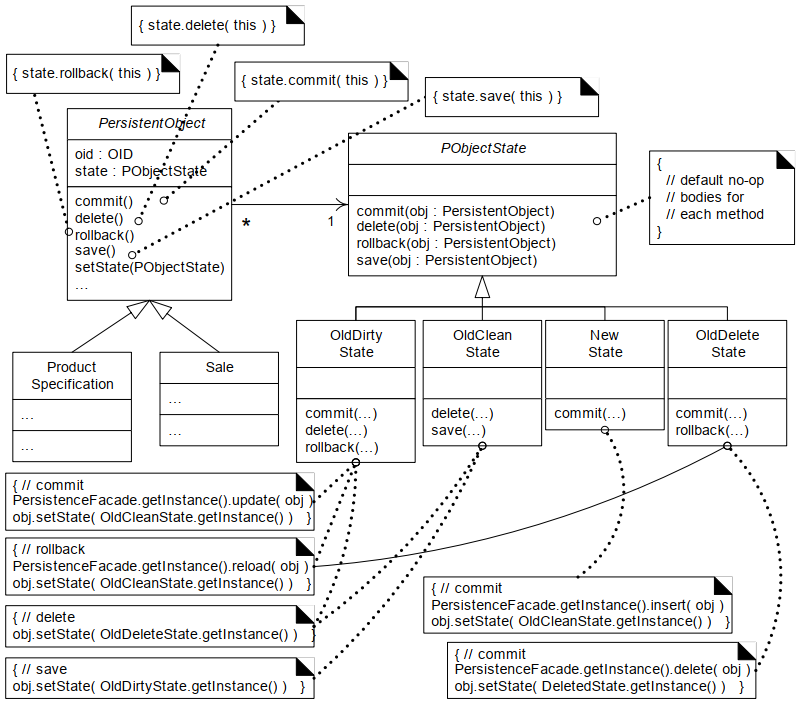 { state.delete( this ) }
{ state.rollback( this ) }
{ state.commit( this ) }
{ state.save( this ) }
PersistentObject
oid : OID
state : PObjectState
commit()
delete()
rollback()
save()
setState(PObjectState)
...
*
1
PObjectState
commit(obj : PersistentObject)
delete(obj : PersistentObject)
rollback(obj : PersistentObject)
save(obj : PersistentObject)
{
// default no-op
// bodies for
// each method
}
Product
Specification
...
...
Sale
...
...
OldDirty
State
commit(...)
delete(...)
rollback(...)
OldClean
State
delete(...)
save(...)
New
State
commit(...)
OldDelete
State
commit(...)
rollback(...)
{ // commit
PersistenceFacade.getInstance().update( obj )
obj.setState( OldCleanState.getInstance() ) }
{ // rollback
PersistenceFacade.getInstance().reload( obj )
obj.setState( OldCleanState.getInstance() ) }
{ // delete
obj.setState( OldDeleteState.getInstance() ) }
{ // save
obj.setState( OldDirtyState.getInstance() ) }
{ // commit
PersistenceFacade.getInstance().insert( obj )
obj.setState( OldCleanState.getInstance() ) }
{ // commit
PersistenceFacade.getInstance().delete( obj )
obj.setState( DeletedState.getInstance() ) }